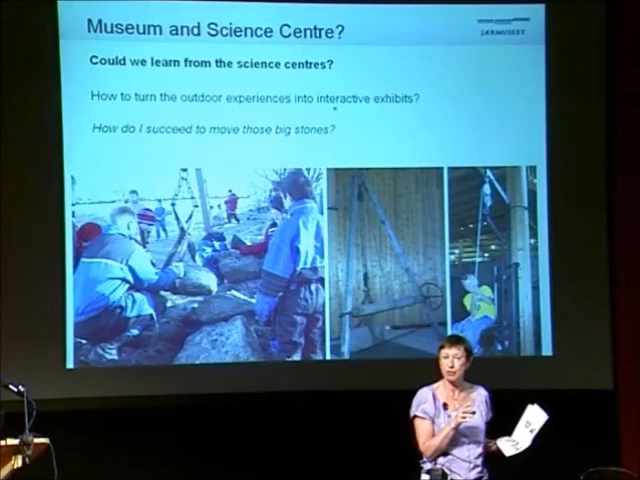 Museum and Science Centre?
JÆRMUSEET
Could we learn from the science centres?
How to turn the outdoor experiences into interactive exhibits?
How do I succeed to move those big stones?